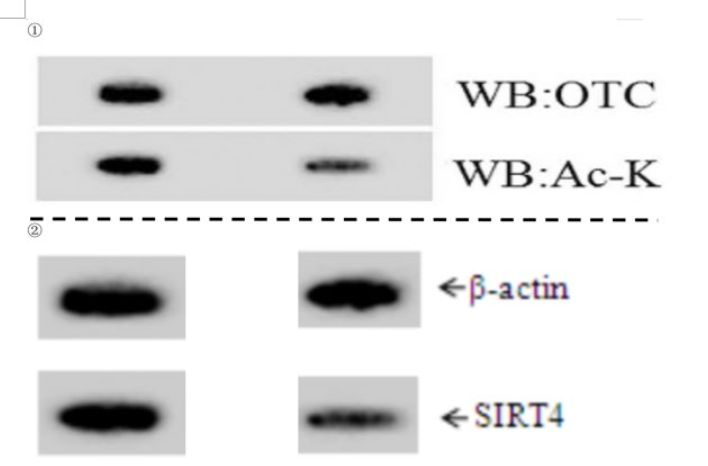 ①
WB:OTC
WB:Ac-K
②
←β-actin
←SIRT4